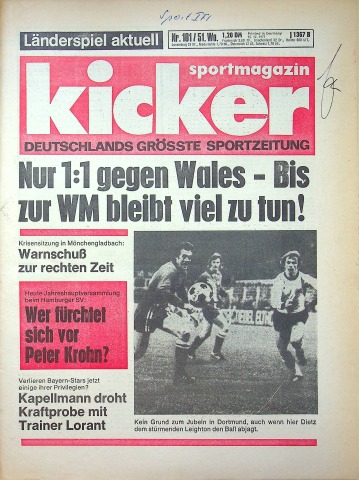 Länderspiel aktuell
Nr. 101/51. Wo. 1,20 DM
J 1367 B
sportmagazin
kicker
DEUTSCHLANDS GRÖSSTE SPORTZEITUNG
Nur 1:1 gegen Wales – Bis
zur WM bleibt viel zu tun!
Krisensitzung in Mönchengladbach:
Warnschuß
zur rechten Zeit
Heute Jahreshauptversammlung
beim Hamburger SV:
Wer fürchtet
sich vor
Peter Krohn?
Verlieren Bayern-Stars jetzt
einige ihrer Privilegien?
Kapellmann droht
Kraftprobe mit
Trainer Lorant
Kein Grund zum Jubeln in Dortmund, auch wenn hier Dietz
dem stürmenden Leighton den Ball abjagt.